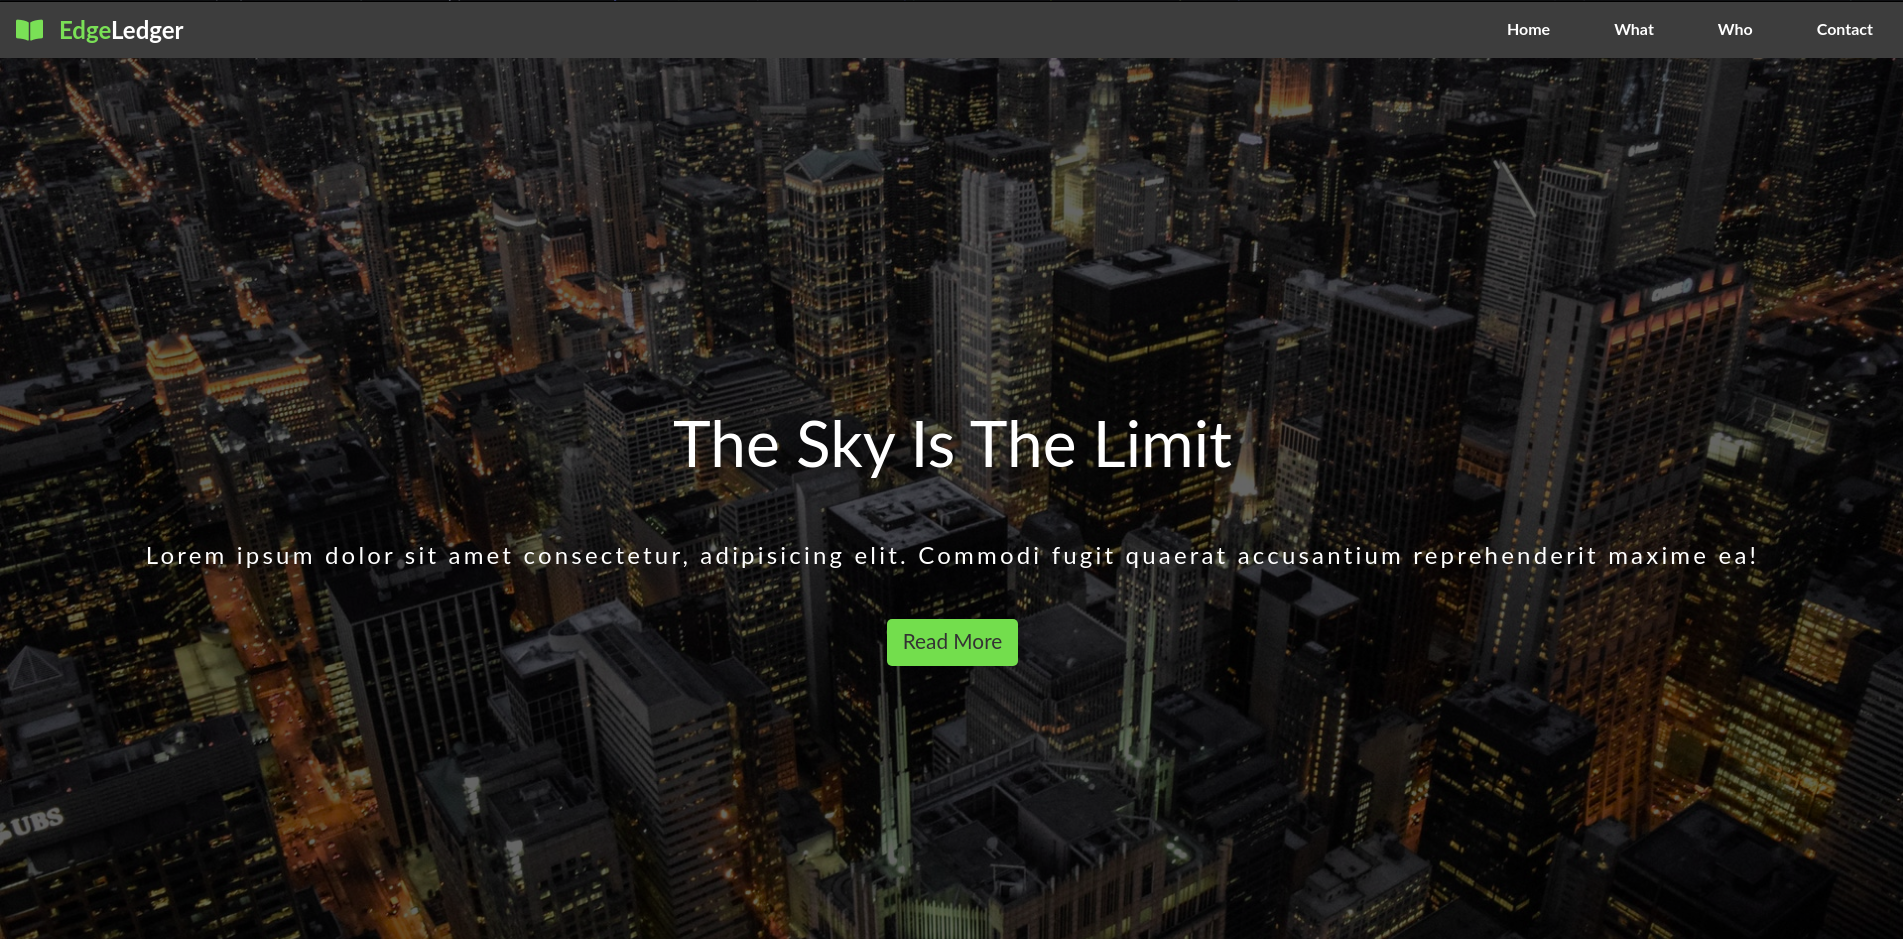 EdgeLedger
Home What Who Contact
The Sky Is The Limit
Lorem ipsum dolor sit amet consectetur, adipisicing elit. Commodi fugit quaerat accusantium reprehenderit maxime ea!
Read More
UBS